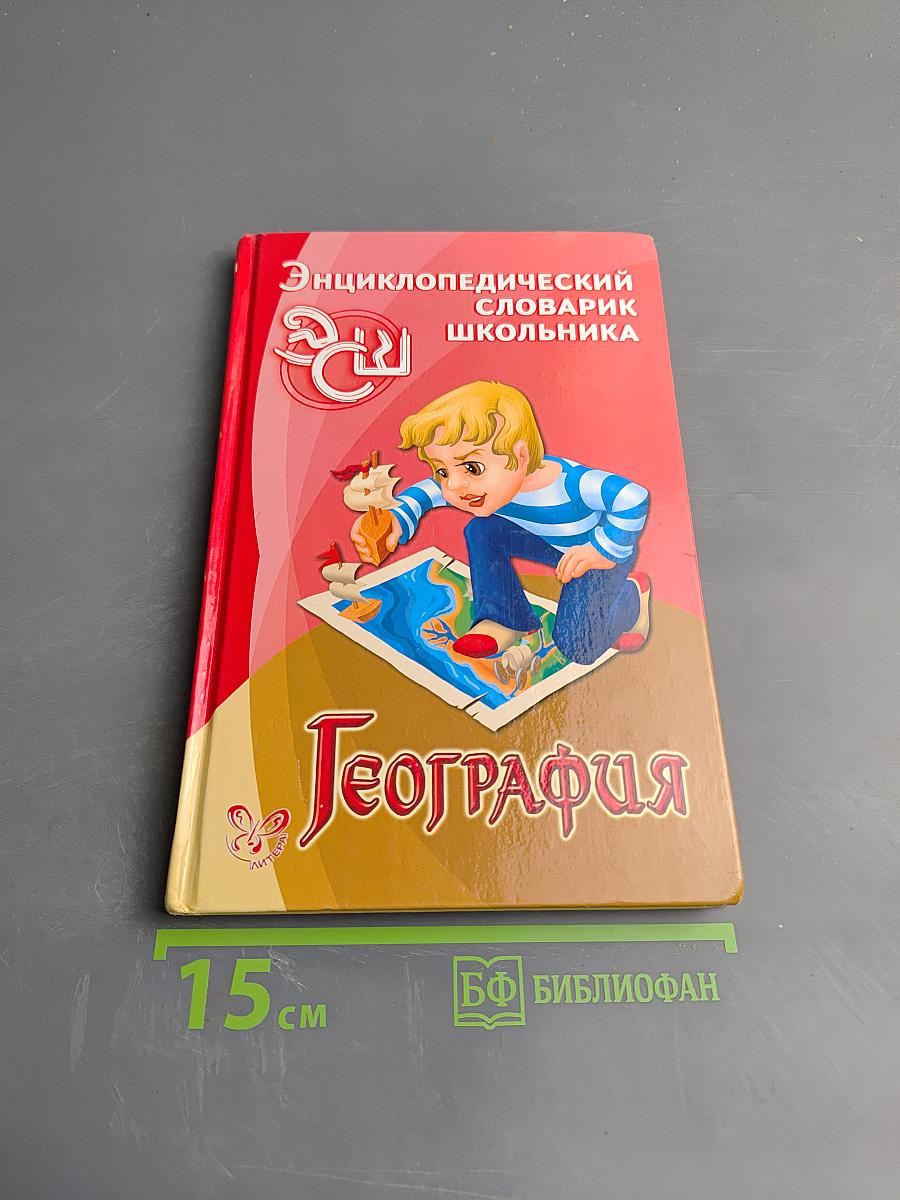 Энциклопедический
словарик
школьника
ЭСШ
География
ЛИТЕРА
15 см
БФ БИБЛИОФАН